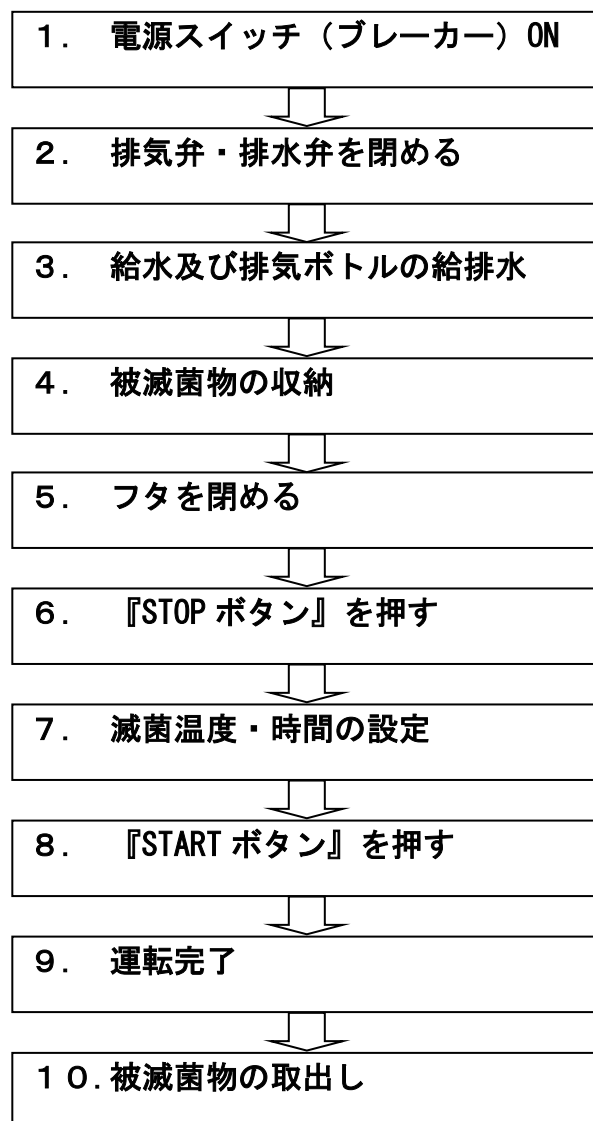 １． 電源スイッチ（ブレーカー）ON
２． 排気弁・排水弁を閉める
３． 給水及び排気ボトルの給排水
４． 被滅菌物の収納
５． フタを閉める
６． 『STOP ボタン』を押す
７． 滅菌温度・時間の設定
８． 『START ボタン』を押す
９． 運転完了
１０．被滅菌物の取出し